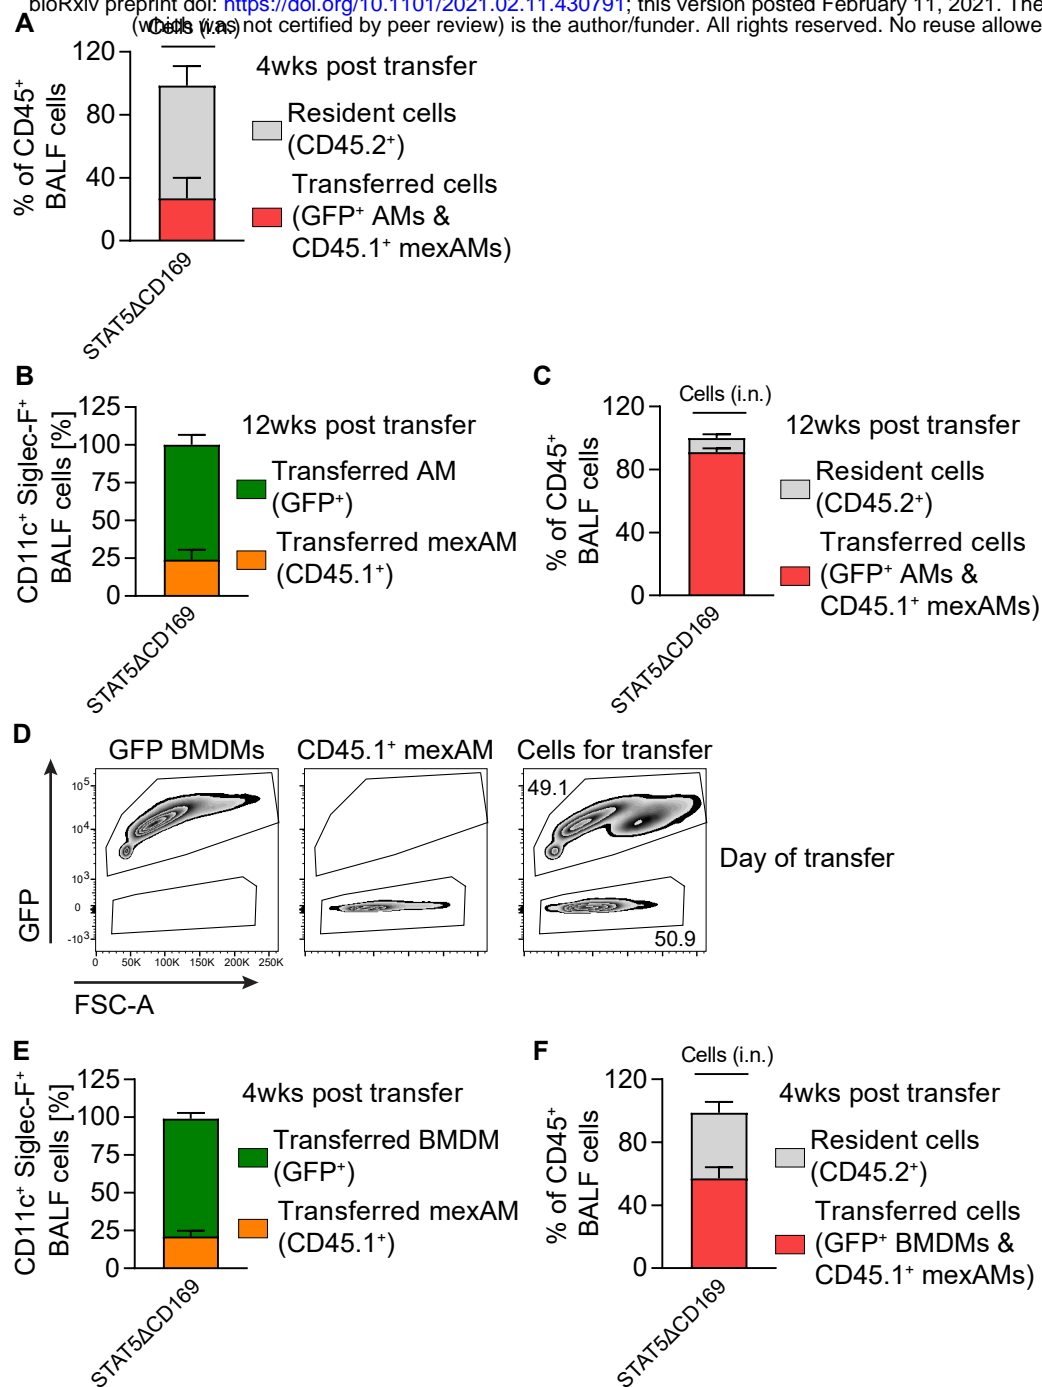 bioRxiv preprint doi: https://doi.org/10.1101/2021.02.11.430791; this version posted February 11, 2021. The
(which was not certified by peer review) is the author/funder. All rights reserved. No reuse allowe
A
Cells (i.n.)
% of CD45⁺
BALF cells
120
80
40
0
STAT5ΔCD169
4wks post transfer
Resident cells
(CD45.2⁺)
Transferred cells
(GFP⁺ AMs &
CD45.1⁺ mexAMs)
B
CD11c⁺ Siglec-F⁺
BALF cells [%]
125
100
75
50
25
0
STAT5ΔCD169
12wks post transfer
Transferred AM
(GFP⁺)
Transferred mexAM
(CD45.1⁺)
C
Cells (i.n.)
% of CD45⁺
BALF cells
120
80
40
0
STAT5ΔCD169
12wks post transfer
Resident cells
(CD45.2⁺)
Transferred cells
(GFP⁺ AMs &
CD45.1⁺ mexAMs)
D
GFP BMDMs
CD45.1⁺ mexAM
Cells for transfer
GFP
10⁵
10⁴
10³
0
-10³
0 50K 100K 150K 200K 250K
FSC-A
49.1
50.9
Day of transfer
E
CD11c⁺ Siglec-F⁺
BALF cells [%]
125
100
75
50
25
0
STAT5ΔCD169
4wks post transfer
Transferred BMDM
(GFP⁺)
Transferred mexAM
(CD45.1⁺)
F
Cells (i.n.)
% of CD45⁺
BALF cells
120
80
40
0
STAT5ΔCD169
4wks post transfer
Resident cells
(CD45.2⁺)
Transferred cells
(GFP⁺ BMDMs &
CD45.1⁺ mexAMs)